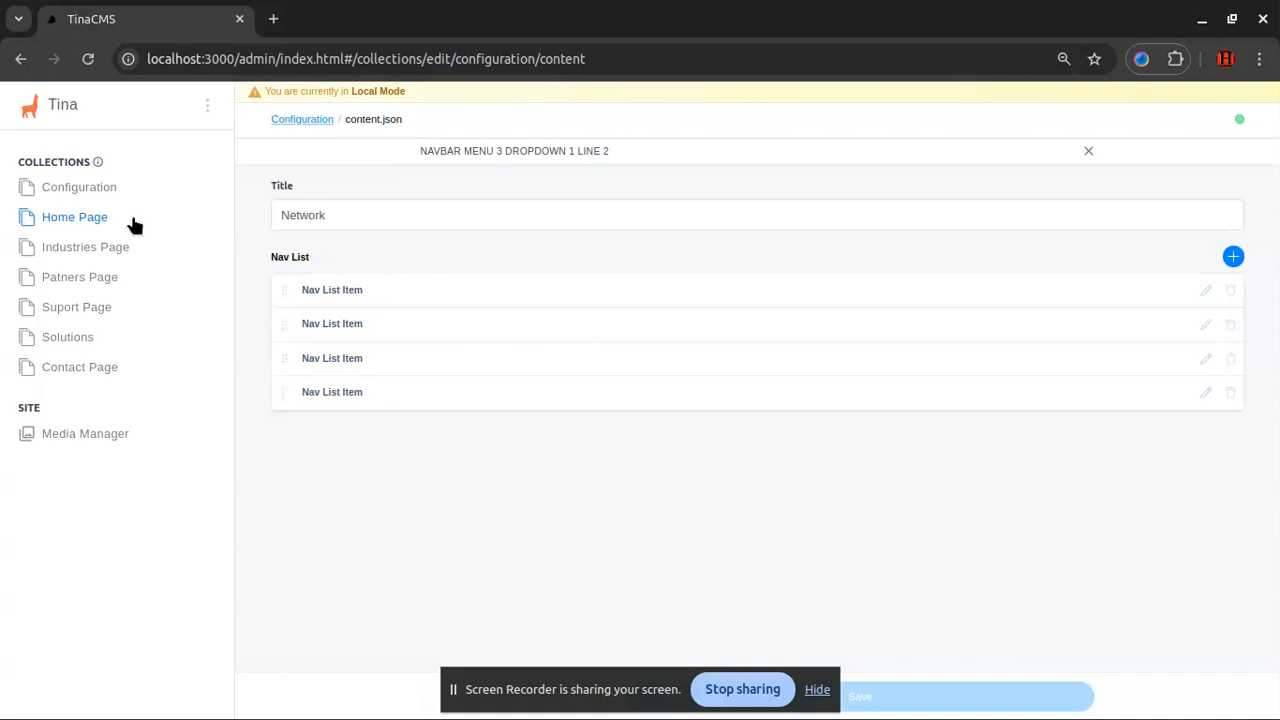 TinaCMS
localhost:3000/admin/index.html#/collections/edit/configuration/content
Tina
You are currently in Local Mode
Configuration / content.json
NAVBAR MENU 3 DROPDOWN 1 LINE 2
COLLECTIONS
Configuration
Home Page
Industries Page
Patners Page
Suport Page
Solutions
Contact Page
SITE
Media Manager
Title
Network
Nav List
Nav List Item
Nav List Item
Nav List Item
Nav List Item
Screen Recorder is sharing your screen.
Stop sharing
Hide
Save